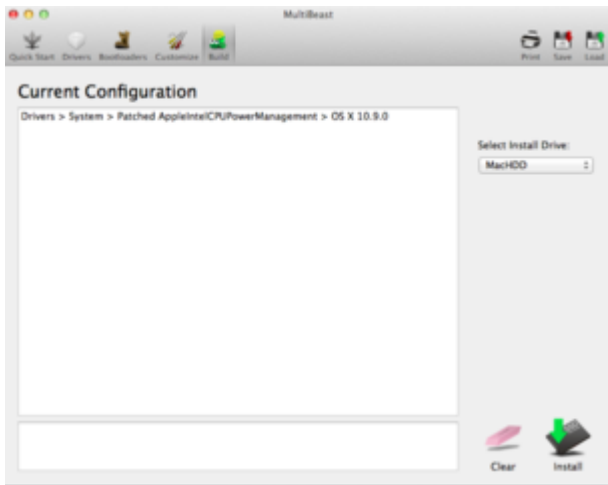 MultiBeast
Quick Start Drivers Bootloaders Customize Build
Print Save Load
Current Configuration
Drivers > System > Patched AppleIntelCPUPowerManagement > OS X 10.9.0
Select Install Drive:
MacHDD
Clear Install